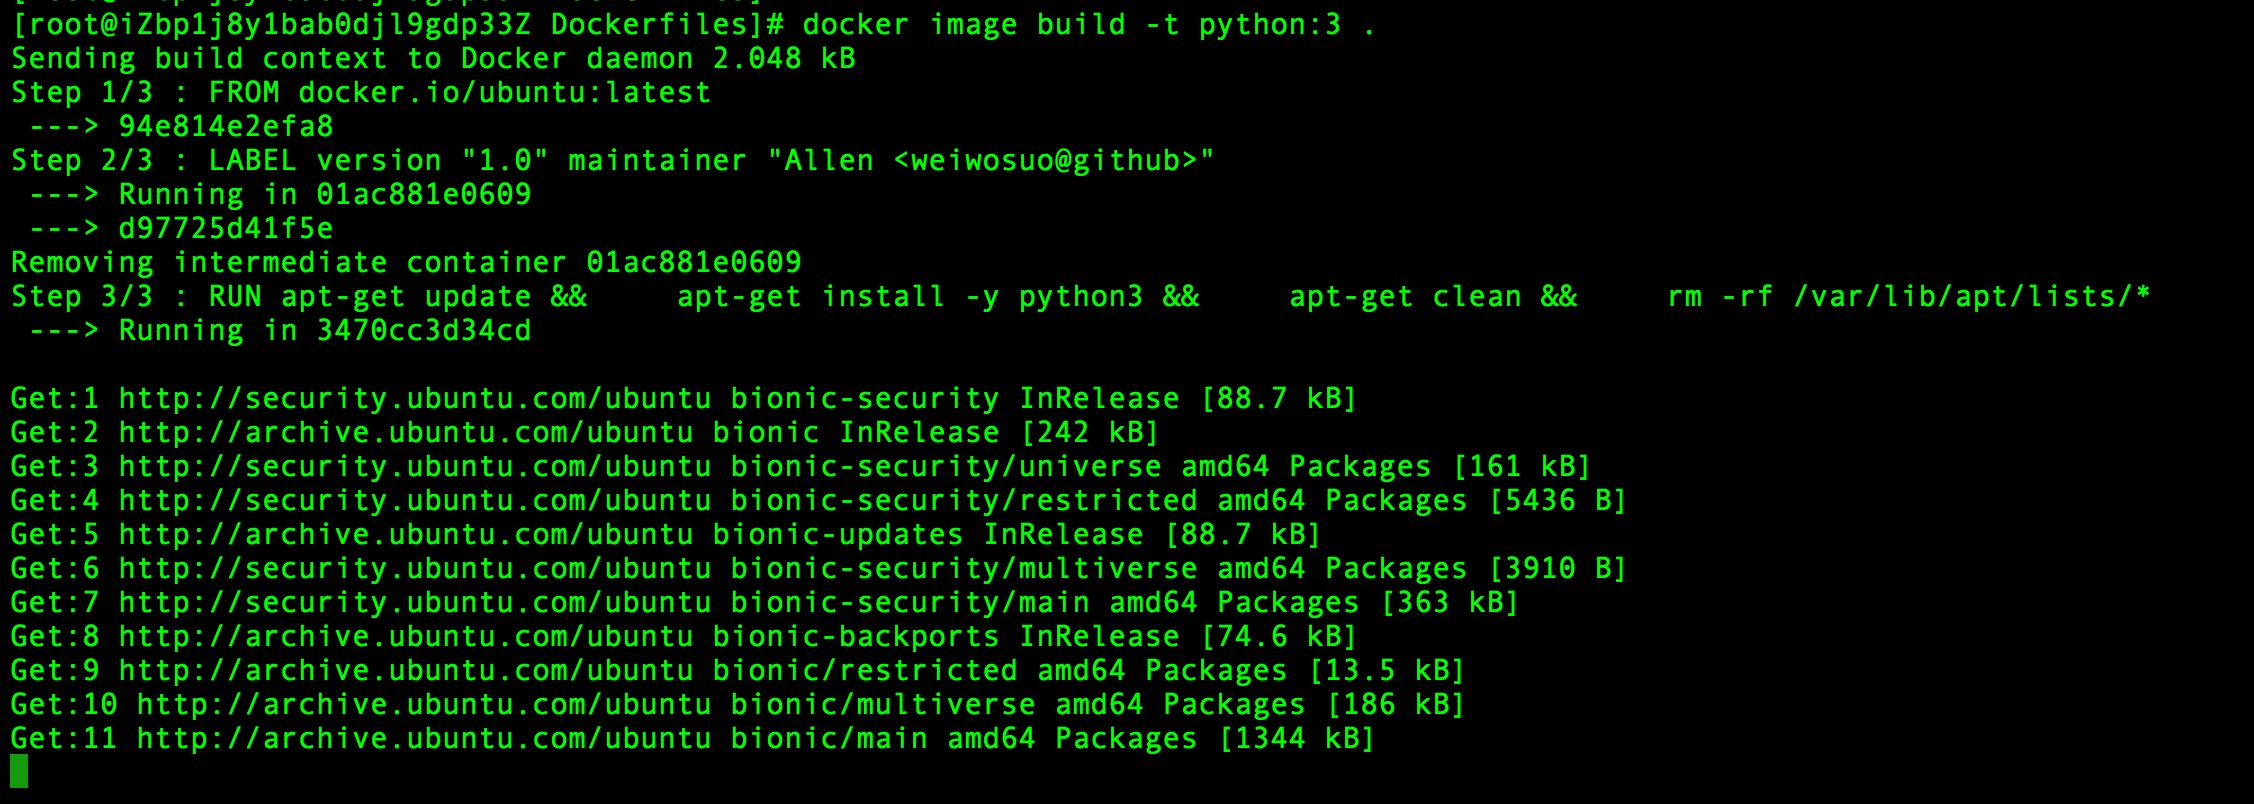 [root@iZbp1j8y1bab0djl9gdp33Z Dockerfiles]# docker image build -t python:3 .
Sending build context to Docker daemon 2.048 kB
Step 1/3 : FROM docker.io/ubuntu:latest
 ---> 94e814e2efa8
Step 2/3 : LABEL version "1.0" maintainer "Allen <weiwosuo@github>"
 ---> Running in 01ac881e0609
 ---> d97725d41f5e
Removing intermediate container 01ac881e0609
Step 3/3 : RUN apt-get update &&     apt-get install -y python3 &&     apt-get clean &&     rm -rf /var/lib/apt/lists/*
 ---> Running in 3470cc3d34cd
Get:1 http://security.ubuntu.com/ubuntu bionic-security InRelease [88.7 kB]
Get:2 http://archive.ubuntu.com/ubuntu bionic InRelease [242 kB]
Get:3 http://security.ubuntu.com/ubuntu bionic-security/universe amd64 Packages [161 kB]
Get:4 http://security.ubuntu.com/ubuntu bionic-security/restricted amd64 Packages [5436 B]
Get:5 http://archive.ubuntu.com/ubuntu bionic-updates InRelease [88.7 kB]
Get:6 http://security.ubuntu.com/ubuntu bionic-security/multiverse amd64 Packages [3910 B]
Get:7 http://security.ubuntu.com/ubuntu bionic-security/main amd64 Packages [363 kB]
Get:8 http://archive.ubuntu.com/ubuntu bionic-backports InRelease [74.6 kB]
Get:9 http://archive.ubuntu.com/ubuntu bionic/restricted amd64 Packages [13.5 kB]
Get:10 http://archive.ubuntu.com/ubuntu bionic/multiverse amd64 Packages [186 kB]
Get:11 http://archive.ubuntu.com/ubuntu bionic/main amd64 Packages [1344 kB]